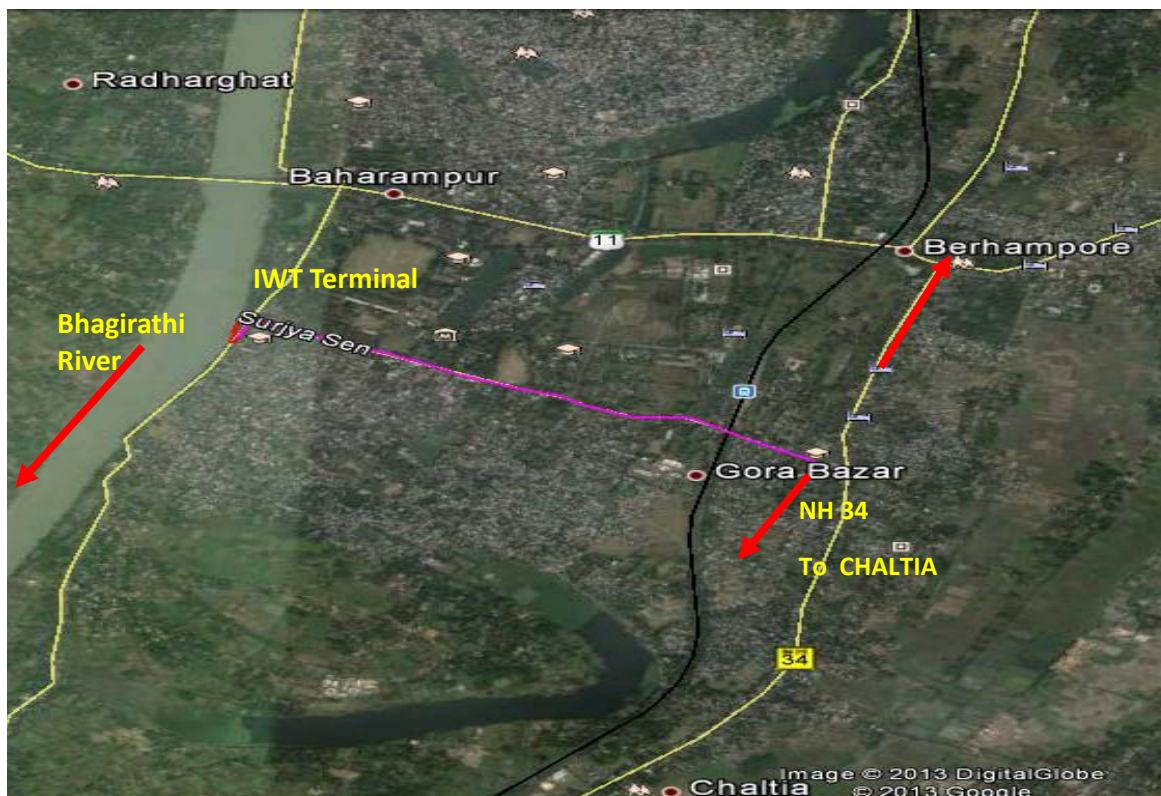 Radharghat
Baharampur
11
Berhampore
IWT Terminal
Bhagirathi
River
Suriya Sen
Gora Bazar
NH 34
To CHALTIA
34
Chaltia
Image © 2013 DigitalGlobe
© 2013 Google